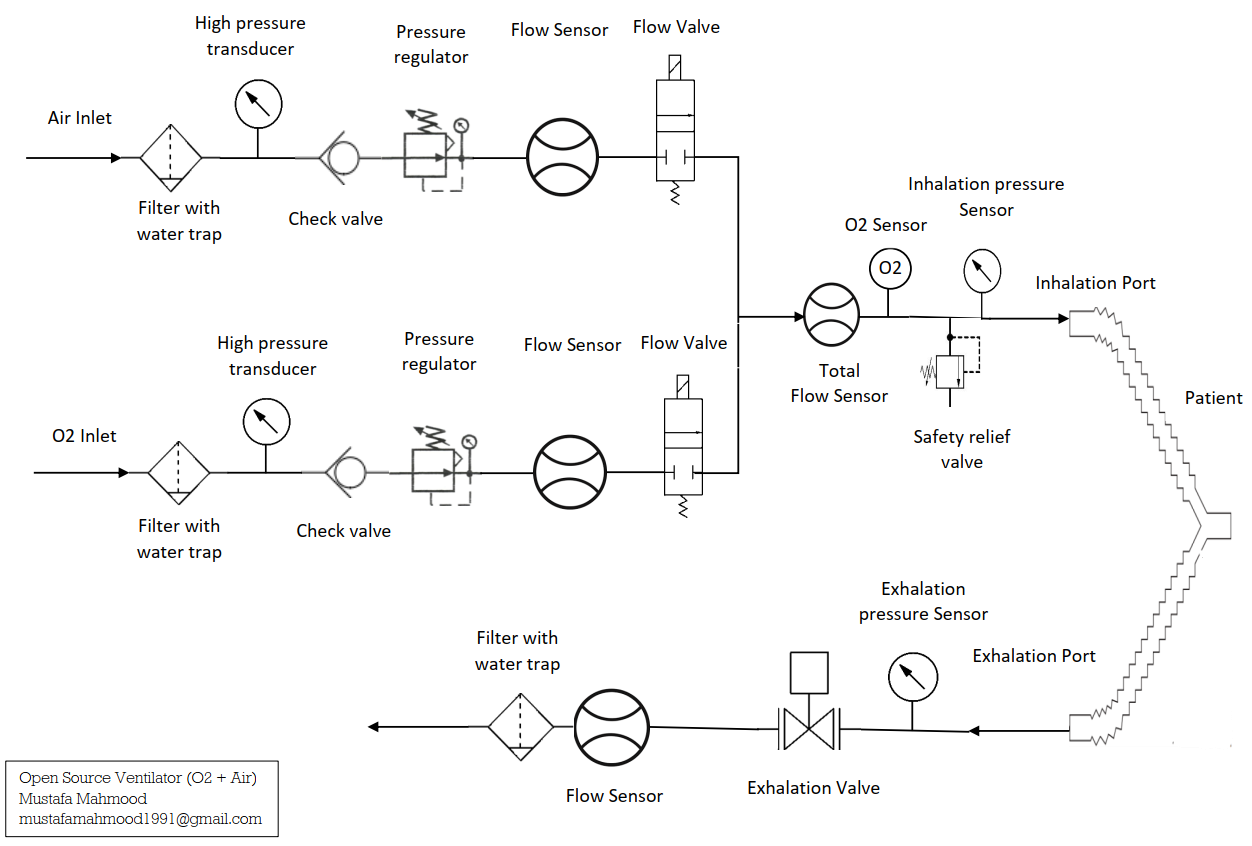 High pressure
transducer
Pressure
regulator
Flow Sensor
Flow Valve
Air Inlet
Filter with
water trap
Check valve
Inhalation pressure
Sensor
O2 Sensor
O2
Inhalation Port
High pressure
transducer
Pressure
regulator
Flow Sensor
Flow Valve
Total
Flow Sensor
Patient
O2 Inlet
Safety relief
valve
Filter with
water trap
Check valve
Exhalation
pressure Sensor
Filter with
water trap
Exhalation Port
Flow Sensor
Exhalation Valve
Open Source Ventilator (O2 + Air)
Mustafa Mahmood
mustafamahmood1991@gmail.com